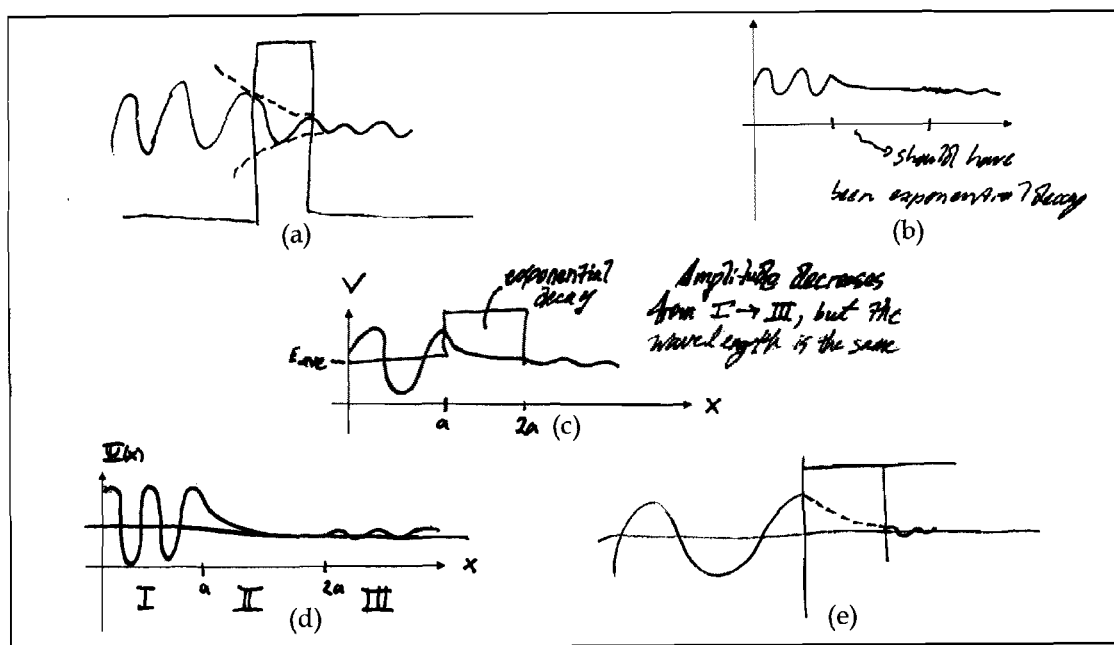 (a)
should have
been exponential decay
(b)
V
exponential
decay
Amplitude decreases
from I → III, but the
wavelength is the same
E
a
2a
x
(c)
Ψ(x)
a
2a
x
I
II
III
(d)
(e)